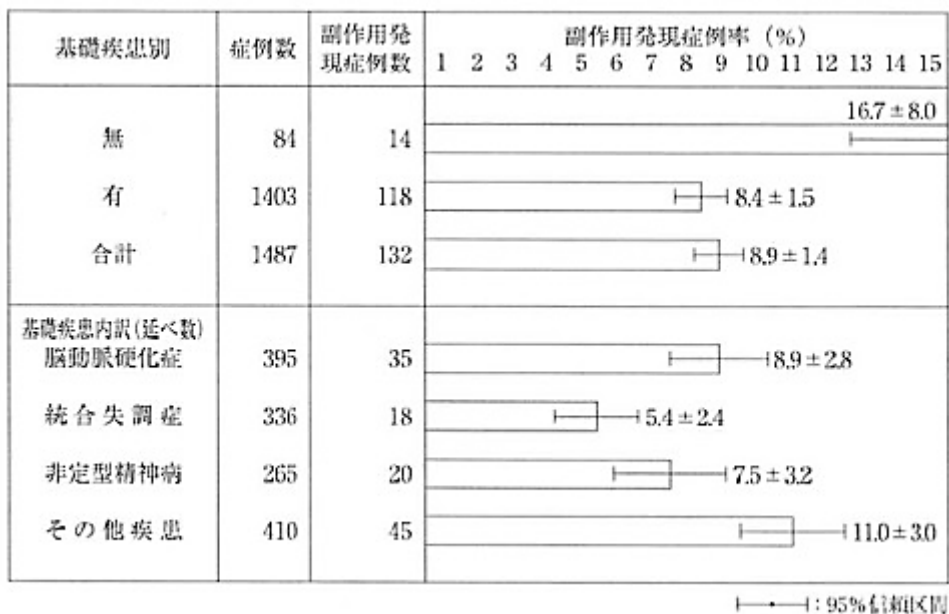 基礎疾患別 症例数 副作用発現症例数 副作用発現症例率 (%)
1 2 3 4 5 6 7 8 9 10 11 12 13 14 15
16.7±8.0
無 84 14
有 1403 118 8.4±1.5
合計 1487 132 8.9±1.4
基礎疾患内訳(延べ数)
脳動脈硬化症 395 35 8.9±2.8
統合失調症 336 18 5.4±2.4
非定型精神病 265 20 7.5±3.2
その他疾患 410 45 11.0±3.0
:95%信頼区間